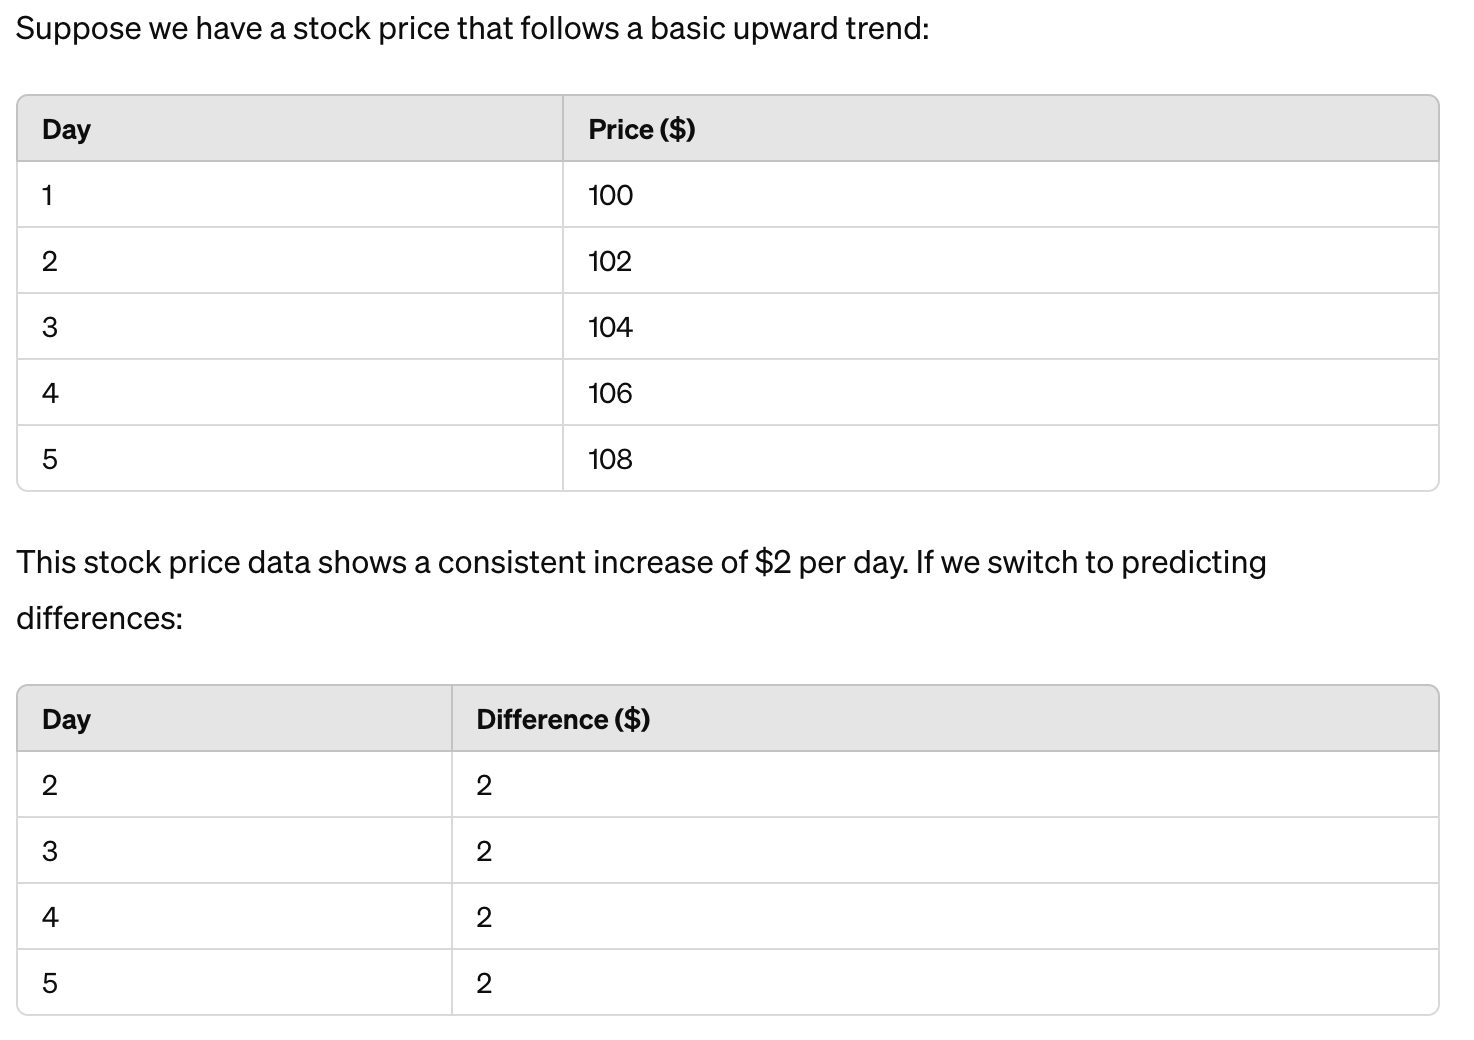 Suppose we have a stock price that follows a basic upward trend:
Day Price ($)
1 100
2 102
3 104
4 106
5 108
This stock price data shows a consistent increase of $2 per day. If we switch to predicting
differences:
Day Difference ($)
2 2
3 2
4 2
5 2